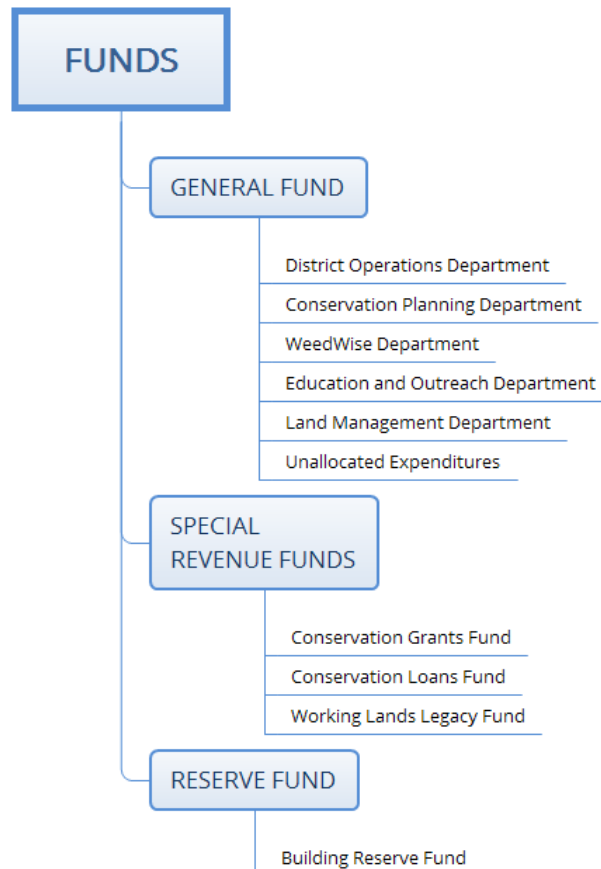 FUNDS
GENERAL FUND
District Operations Department
Conservation Planning Department
WeedWise Department
Education and Outreach Department
Land Management Department
Unallocated Expenditures
SPECIAL
REVENUE FUNDS
Conservation Grants Fund
Conservation Loans Fund
Working Lands Legacy Fund
RESERVE FUND
Building Reserve Fund